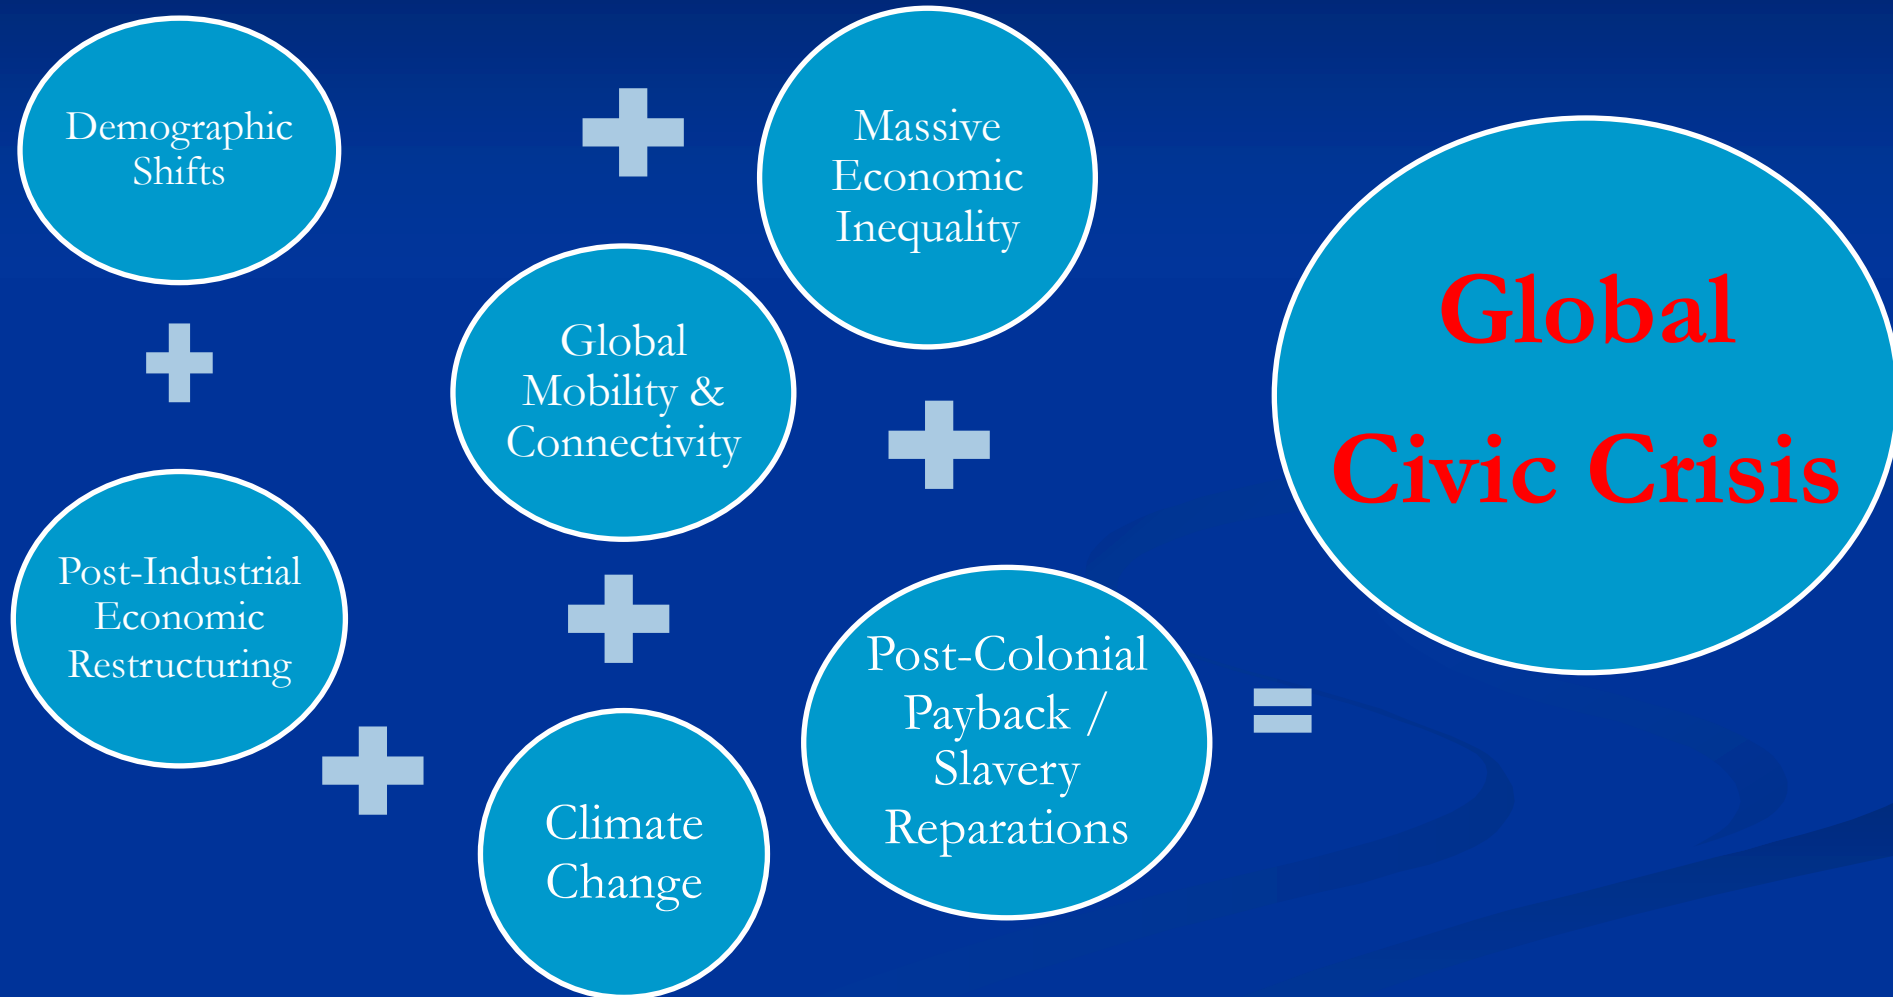 Demographic
Shifts
Post-Industrial
Economic
Restructuring
Climate
Change
Global
Mobility &
Connectivity
Massive
Economic
Inequality
Post-Colonial
Payback /
Slavery
Reparations
Global
Civic Crisis